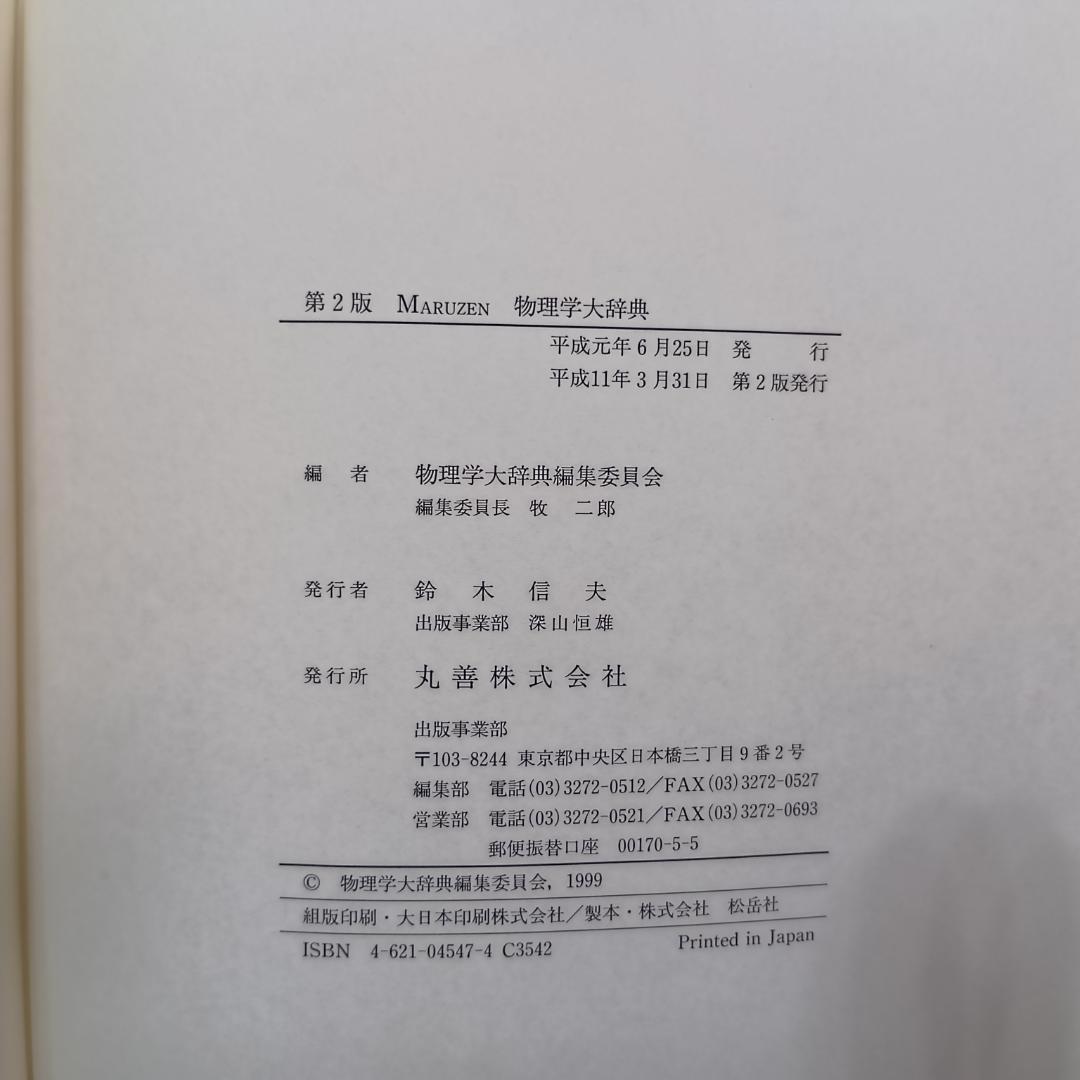 第2版 MARUZEN 物理学大辞典
平成元年6月25日 発行
平成11年3月31日 第2版発行
編者 物理学大辞典編集委員会
編集委員長 牧 二郎
発行者 鈴木信夫
出版事業部 深山恒雄
発行所 丸善株式会社
出版事業部
〒103-8244 東京都中央区日本橋三丁目9番2号
編集部 電話(03)3272-0512/FAX(03)3272-0527
営業部 電話(03)3272-0521/FAX(03)3272-0693
郵便振替口座 00170-5-5
© 物理学大辞典編集委員会, 1999
組版印刷・大日本印刷株式会社/製本・株式会社 松岳社
ISBN 4-621-04547-4 C3542 Printed in Japan